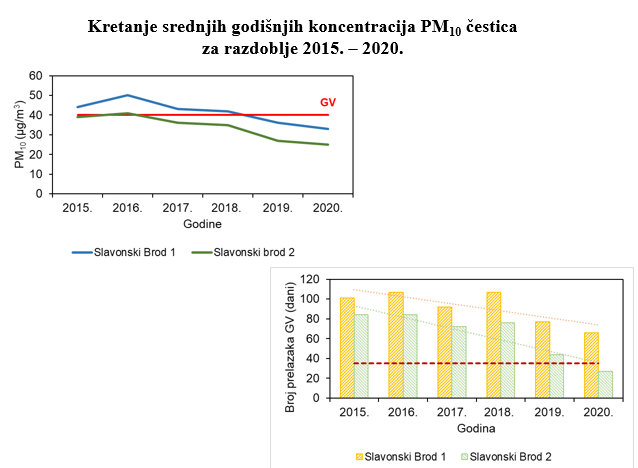 Kretanje srednjih godišnjih koncentracija PM10 čestica
za razdoblje 2015. – 2020.
60
50
40
30
20
10
0
PM10 (µg/m³)
GV
2015. 2016. 2017. 2018. 2019. 2020.
Godine
Slavonski Brod 1 Slavonski brod 2
120
100
80
60
40
20
0
Broj prelazaka GV (dani)
2015. 2016. 2017. 2018. 2019. 2020.
Godina
Slavonski Brod 1 Slavonski Brod 2